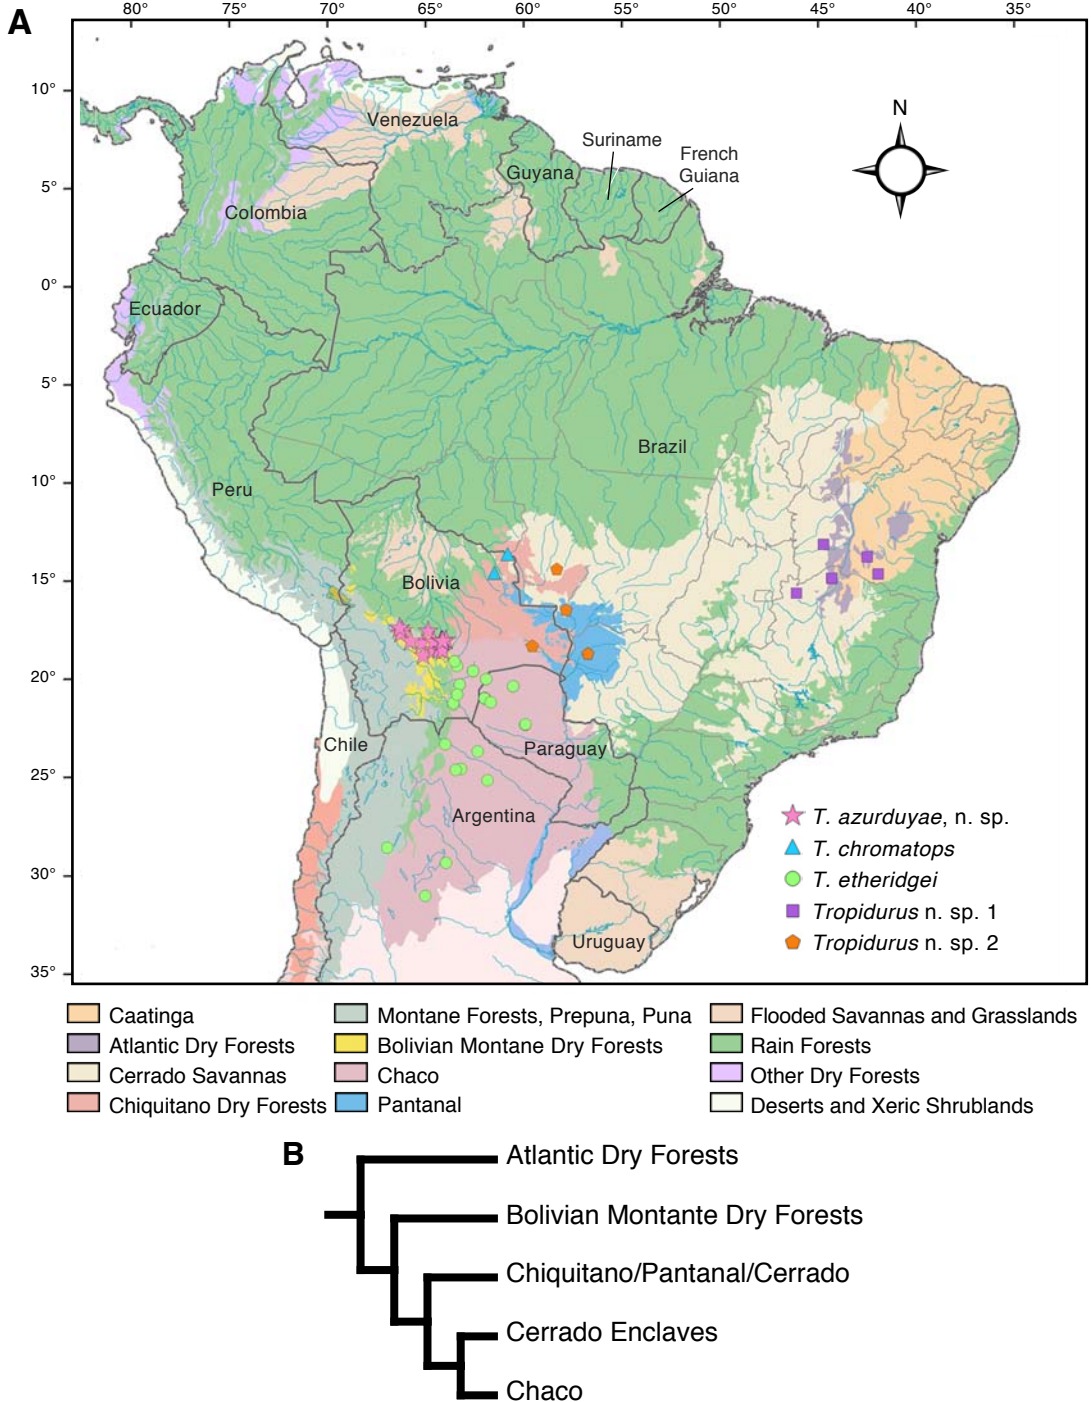 A
80° 75° 70° 65° 60° 55° 50° 45° 40° 35°
N
10°
Venezuela
Suriname
French
Guiana
Guyana
5°
Colombia
0°
Ecuador
5°
Brazil
10°
Peru
15°
Bolivia
20°
Chile
Paraguay
25°
Argentina
T. azurduyae, n. sp.
T. chromatops
T. etheridgei
30°
Tropidurus n. sp. 1
Uruguay
Tropidurus n. sp. 2
35°
Caatinga
Atlantic Dry Forests
Cerrado Savannas
Chiquitano Dry Forests
Montane Forests, Prepuna, Puna
Bolivian Montane Dry Forests
Chaco
Pantanal
Flooded Savannas and Grasslands
Rain Forests
Other Dry Forests
Deserts and Xeric Shrublands
B
Atlantic Dry Forests
Bolivian Montante Dry Forests
Chiquitano/Pantanal/Cerrado
Cerrado Enclaves
Chaco